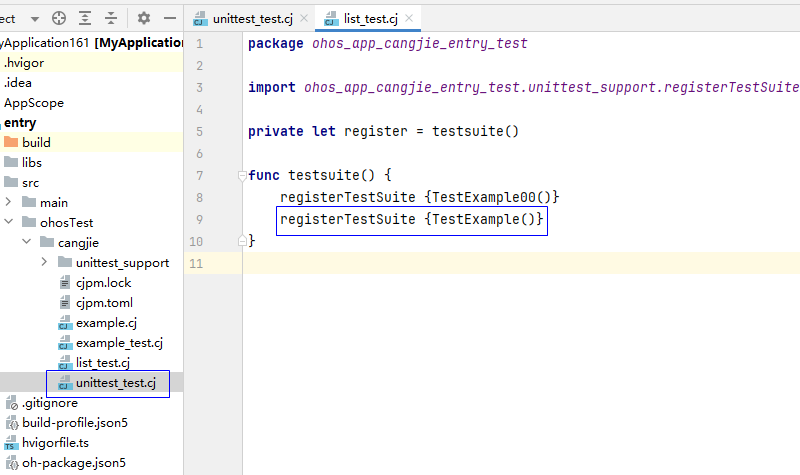 ect
unittest_test.cj
list_test.cj
yApplication161 [MyApplication
.hvigor
.idea
AppScope
entry
build
libs
src
main
ohosTest
cangjie
unittest_support
cjpm.lock
cjpm.toml
example.cj
example_test.cj
list_test.cj
unittest_test.cj
.gitignore
build-profile.json5
hvigorfile.ts
oh-package.json5
1 package ohos_app_cangjie_entry_test
2
3 import ohos_app_cangjie_entry_test.unittest_support.registerTestSuite
4
5 private let register = testsuite()
6
7 func testsuite() {
8 registerTestSuite {TestExample00()}
9 registerTestSuite {TestExample()}
10 }
11